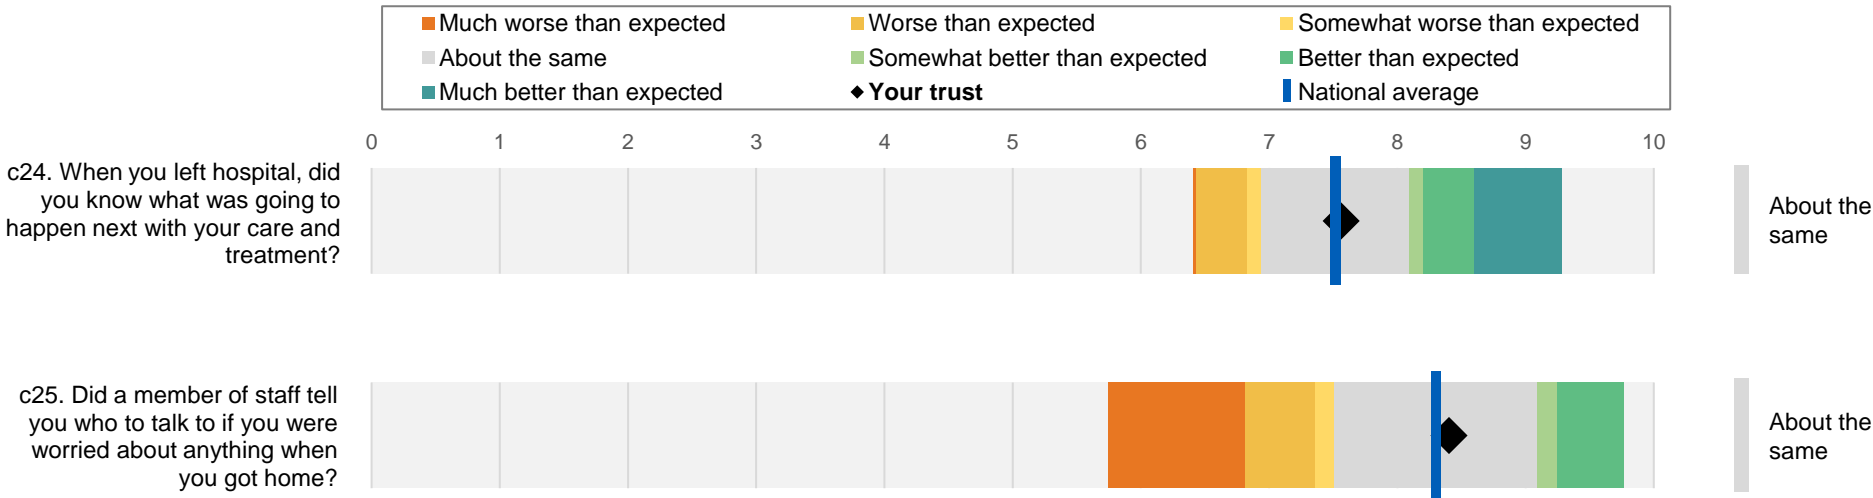 Much worse than expected
Worse than expected
Somewhat worse than expected
About the same
Somewhat better than expected
Better than expected
Much better than expected
Your trust
National average
0 1 2 3 4 5 6 7 8 9 10
c24. When you left hospital, did
you know what was going to
happen next with your care and
treatment?
About the
same
c25. Did a member of staff tell
you who to talk to if you were
worried about anything when
you got home?
About the
same